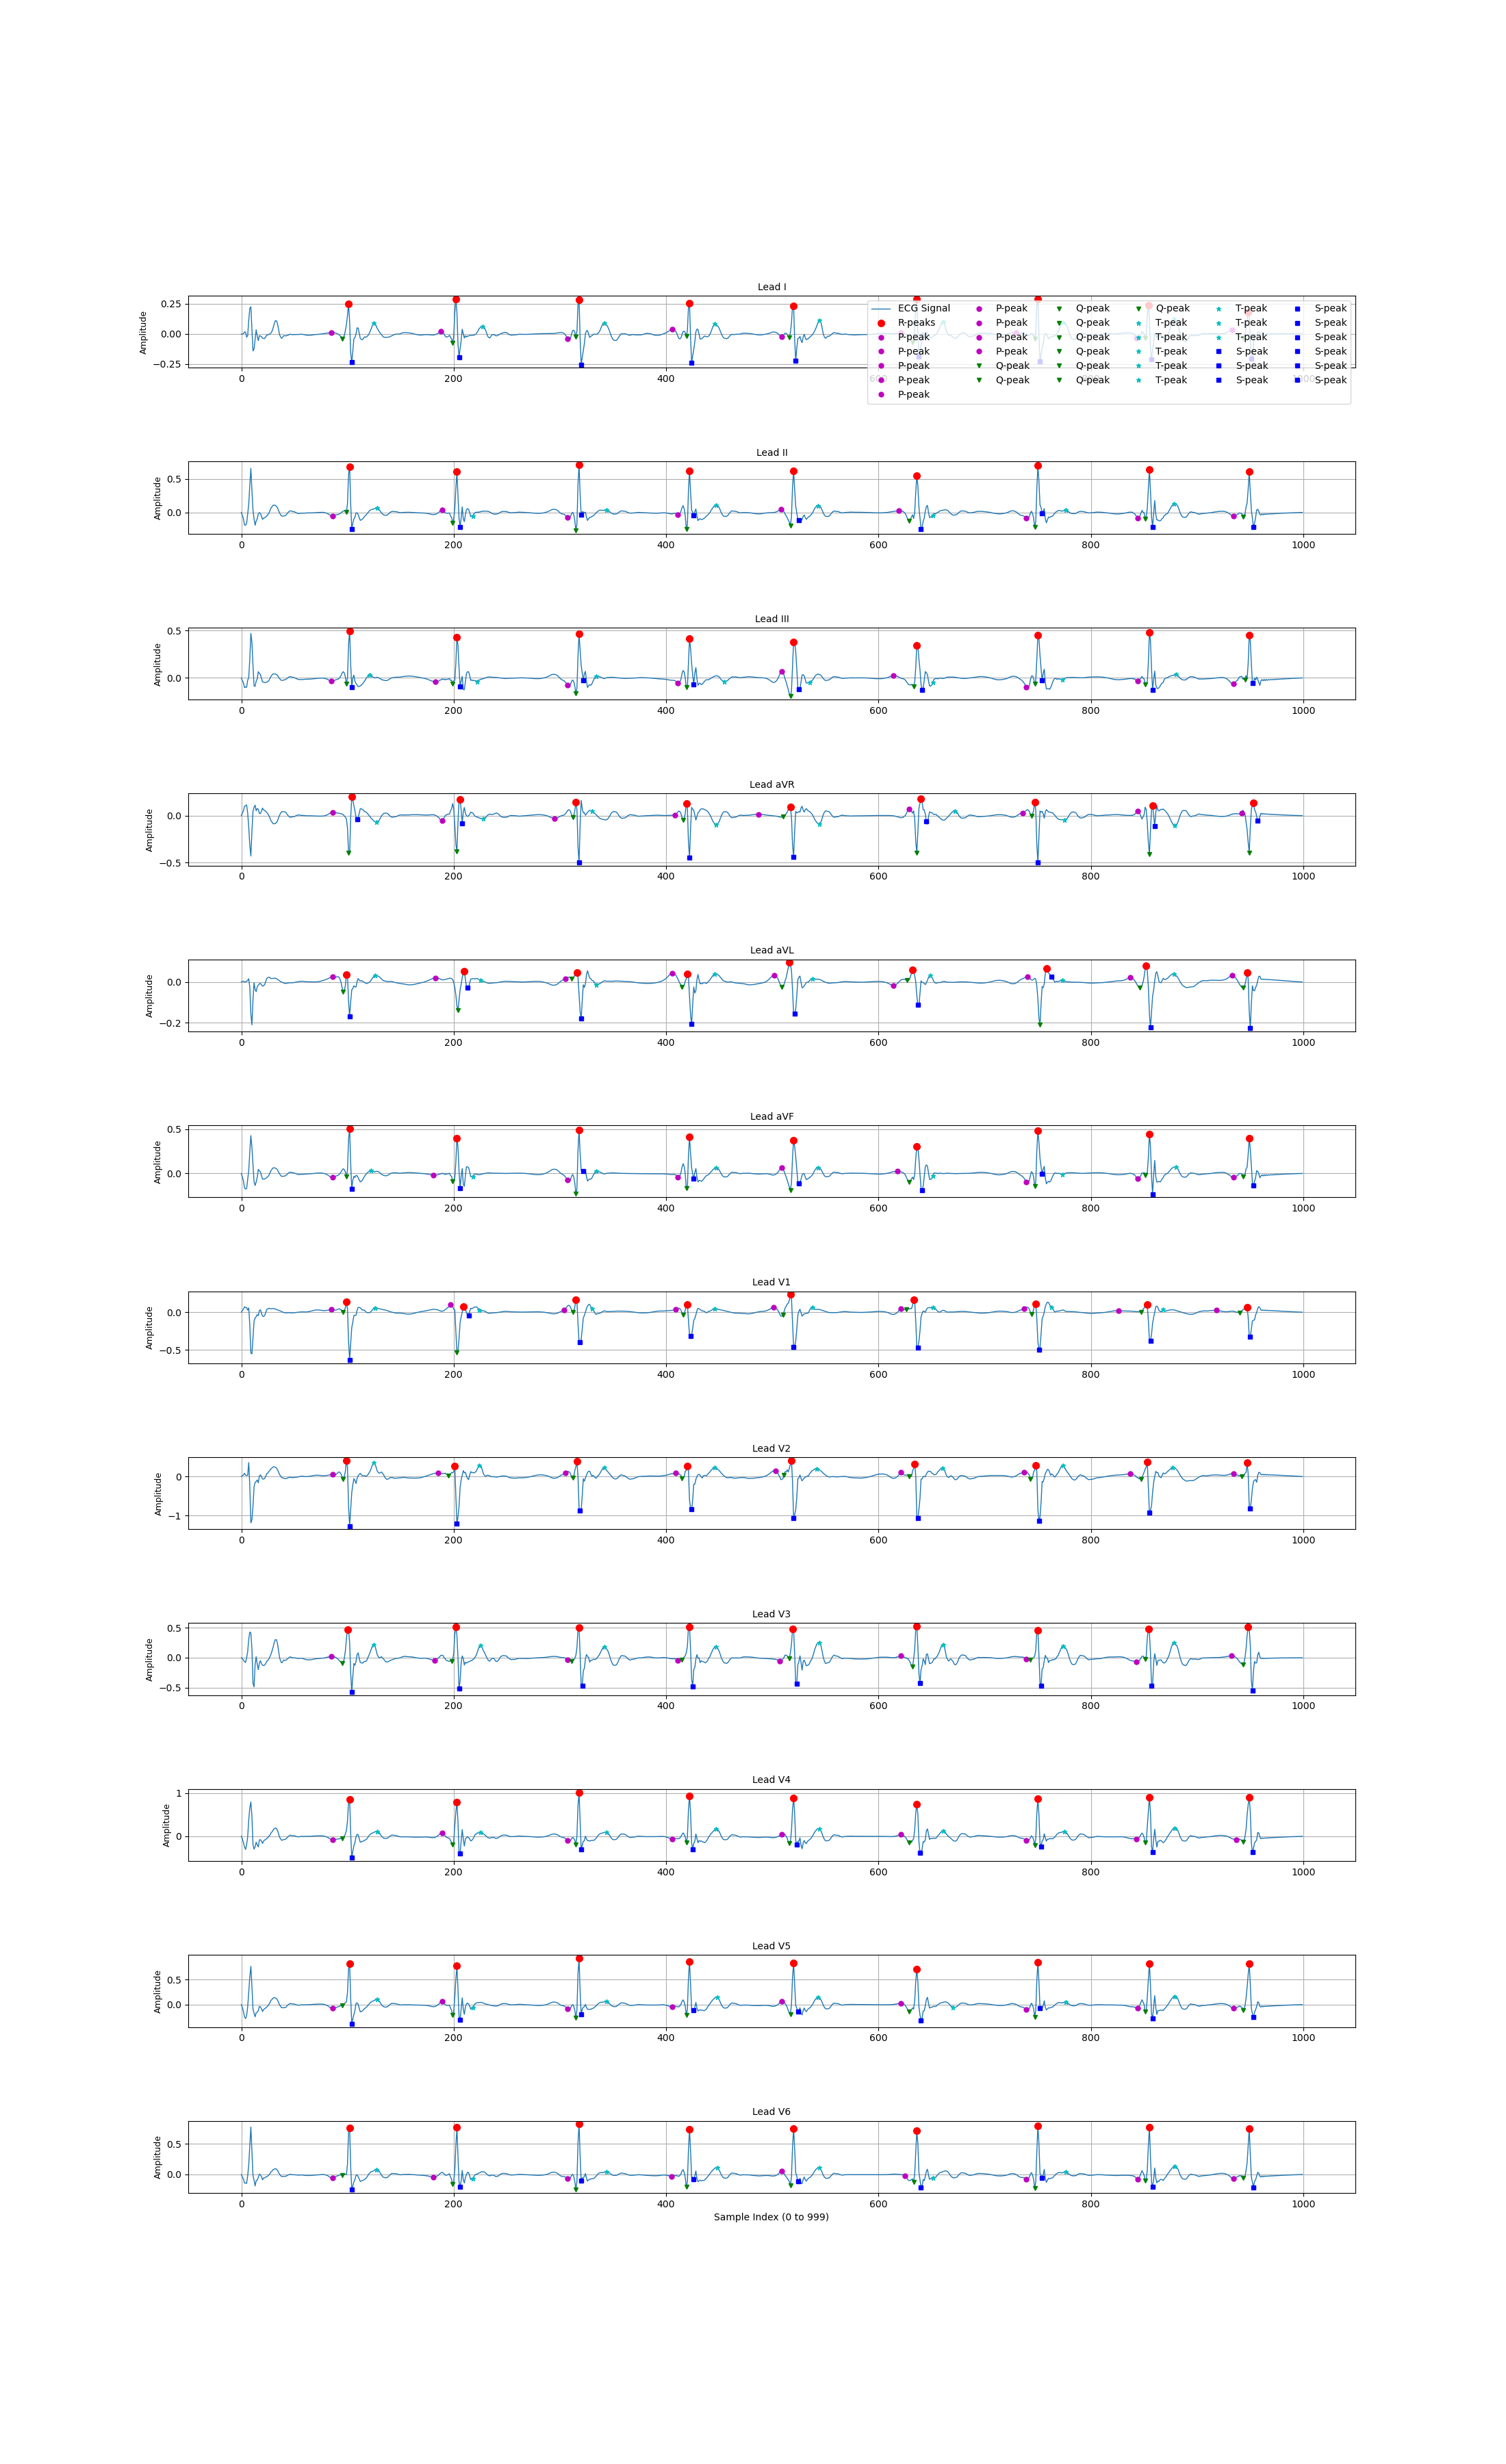 Lead I
0.25
0.00
−0.25
Amplitude
ECG Signal P-peak Q-peak Q-peak T-peak S-peak
R-peaks P-peak Q-peak T-peak T-peak S-peak
P-peak P-peak Q-peak T-peak T-peak S-peak
P-peak P-peak Q-peak T-peak S-peak S-peak
P-peak Q-peak Q-peak T-peak S-peak S-peak
P-peak Q-peak Q-peak T-peak S-peak S-peak
P-peak
0 200 400 600 800 1000
Lead II
0.5
0.0
Amplitude
0 200 400 600 800 1000
Lead III
0.5
0.0
Amplitude
0 200 400 600 800 1000
Lead aVR
0.0
−0.5
Amplitude
0 200 400 600 800 1000
Lead aVL
0.0
−0.2
Amplitude
0 200 400 600 800 1000
Lead aVF
0.5
0.0
Amplitude
0 200 400 600 800 1000
Lead V1
0.0
−0.5
Amplitude
0 200 400 600 800 1000
Lead V2
0
−1
Amplitude
0 200 400 600 800 1000
Lead V3
0.5
0.0
−0.5
Amplitude
0 200 400 600 800 1000
Lead V4
1
0
Amplitude
0 200 400 600 800 1000
Lead V5
0.5
0.0
Amplitude
0 200 400 600 800 1000
Lead V6
0.5
0.0
Amplitude
0 200 400 600 800 1000
Sample Index (0 to 999)